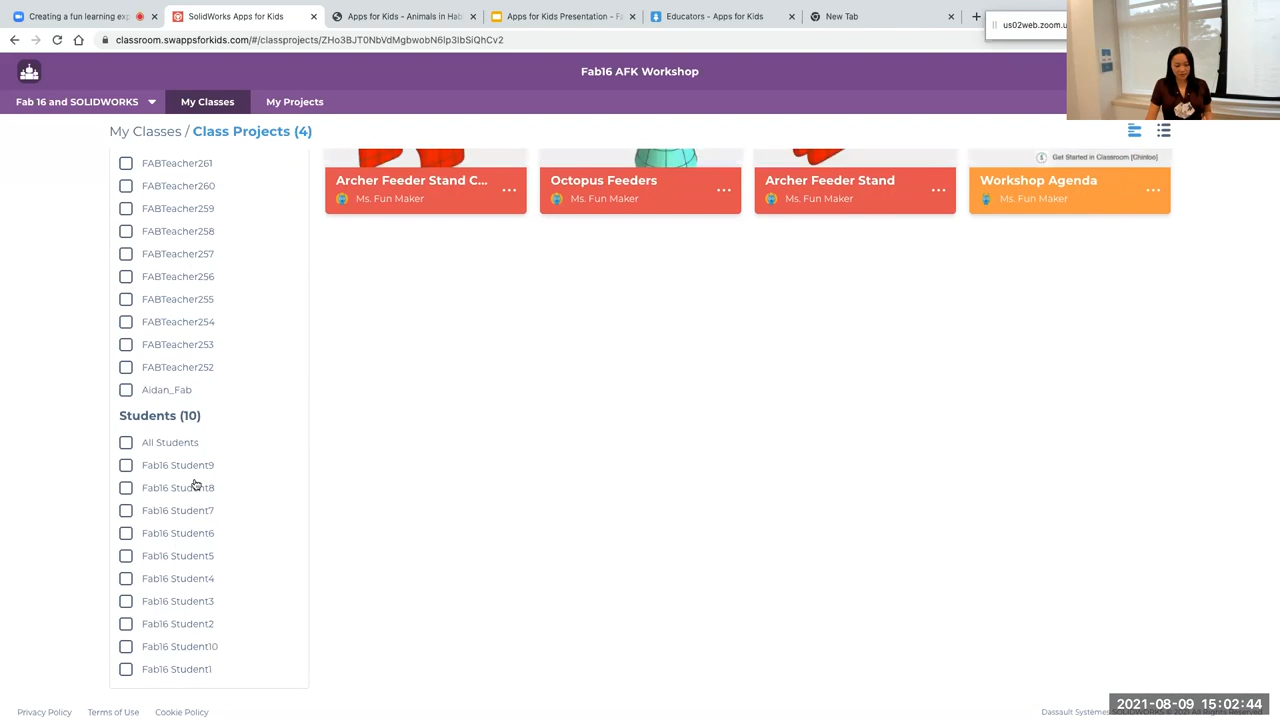 Creating a fun learning exp
SolidWorks Apps for Kids
Apps for Kids - Animals in Hab
Apps for Kids Presentation - Fa
Educators - Apps for Kids
New Tab
us02web.zoom.u
classroom.swappsforkids.com/#/classprojects/ZHo3BJT0NbVdMgbwobN6lp3lbSiQhCv2
Fab16 AFK Workshop
Fab 16 and SOLIDWORKS
My Classes
My Projects
My Classes / Class Projects (4)
FABTeacher261
FABTeacher260
FABTeacher259
FABTeacher258
FABTeacher257
FABTeacher256
FABTeacher255
FABTeacher254
FABTeacher253
FABTeacher252
Aidan_Fab
Students (10)
All Students
Fab16 Student9
Fab16 Student8
Fab16 Student7
Fab16 Student6
Fab16 Student5
Fab16 Student4
Fab16 Student3
Fab16 Student2
Fab16 Student10
Fab16 Student1
Archer Feeder Stand C...
Ms. Fun Maker
Octopus Feeders
Ms. Fun Maker
Archer Feeder Stand
Ms. Fun Maker
Get Started in Classroom [Chinloo]
Workshop Agenda
Ms. Fun Maker
Privacy Policy
Terms of Use
Cookie Policy
Dassault Systèmes
2021-08-09 15:02:44